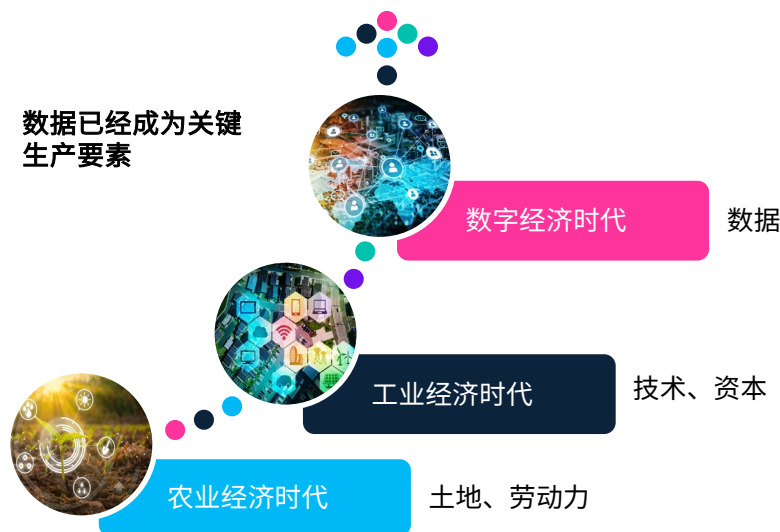 数据已经成为关键
生产要素
数字经济时代
数据
工业经济时代
技术、资本
农业经济时代
土地、劳动力